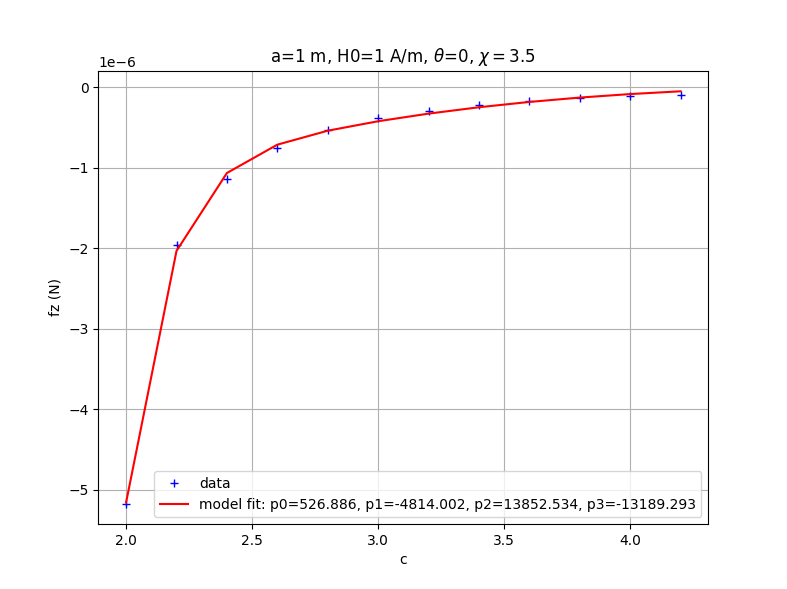 a=1 m, H0=1 A/m, θ=0, χ = 3.5
1e−6
0
−1
−2
−3
−4
−5
fz (N)
data
model fit: p0=526.886, p1=-4814.002, p2=13852.534, p3=-13189.293
2.0 2.5 3.0 3.5 4.0
c